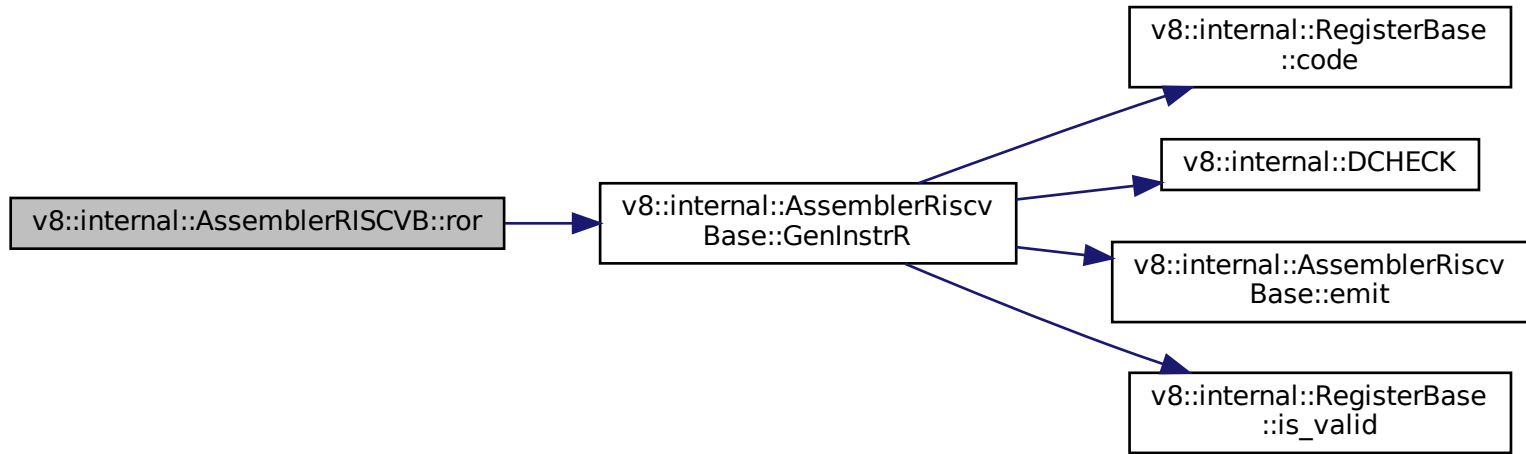 v8::internal::AssemblerRISCVB::ror
v8::internal::AssemblerRiscv
Base::GenInstrR
v8::internal::RegisterBase
::code
v8::internal::DCHECK
v8::internal::AssemblerRiscv
Base::emit
v8::internal::RegisterBase
::is_valid